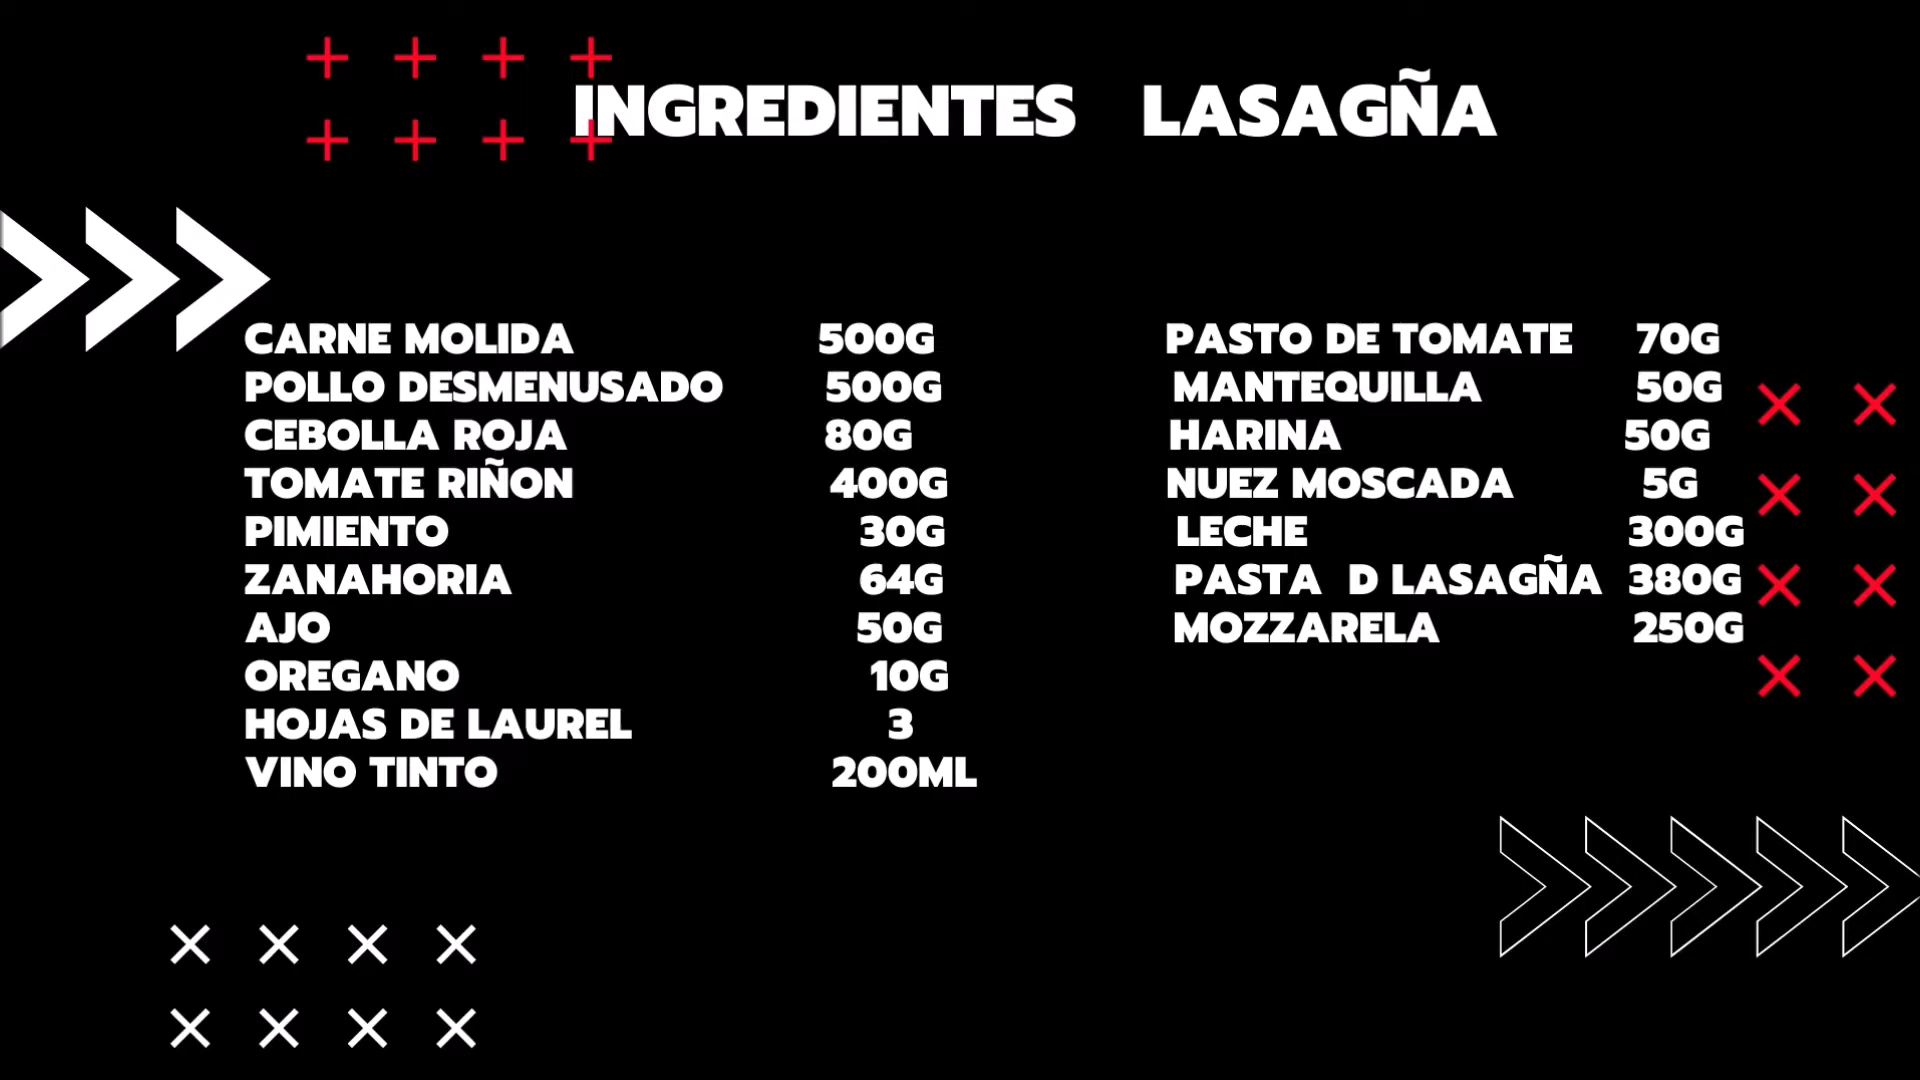 INGREDIENTES LASAGÑA
CARNE MOLIDA 500G
POLLO DESMENUSADO 500G
CEBOLLA ROJA 80G
TOMATE RIÑON 400G
PIMIENTO 30G
ZANAHORIA 64G
AJO 50G
OREGANO 10G
HOJAS DE LAUREL 3
VINO TINTO 200ML
PASTO DE TOMATE 70G
MANTEQUILLA 50G
HARINA 50G
NUEZ MOSCADA 5G
LECHE 300G
PASTA D LASAGÑA 380G
MOZZARELA 250G